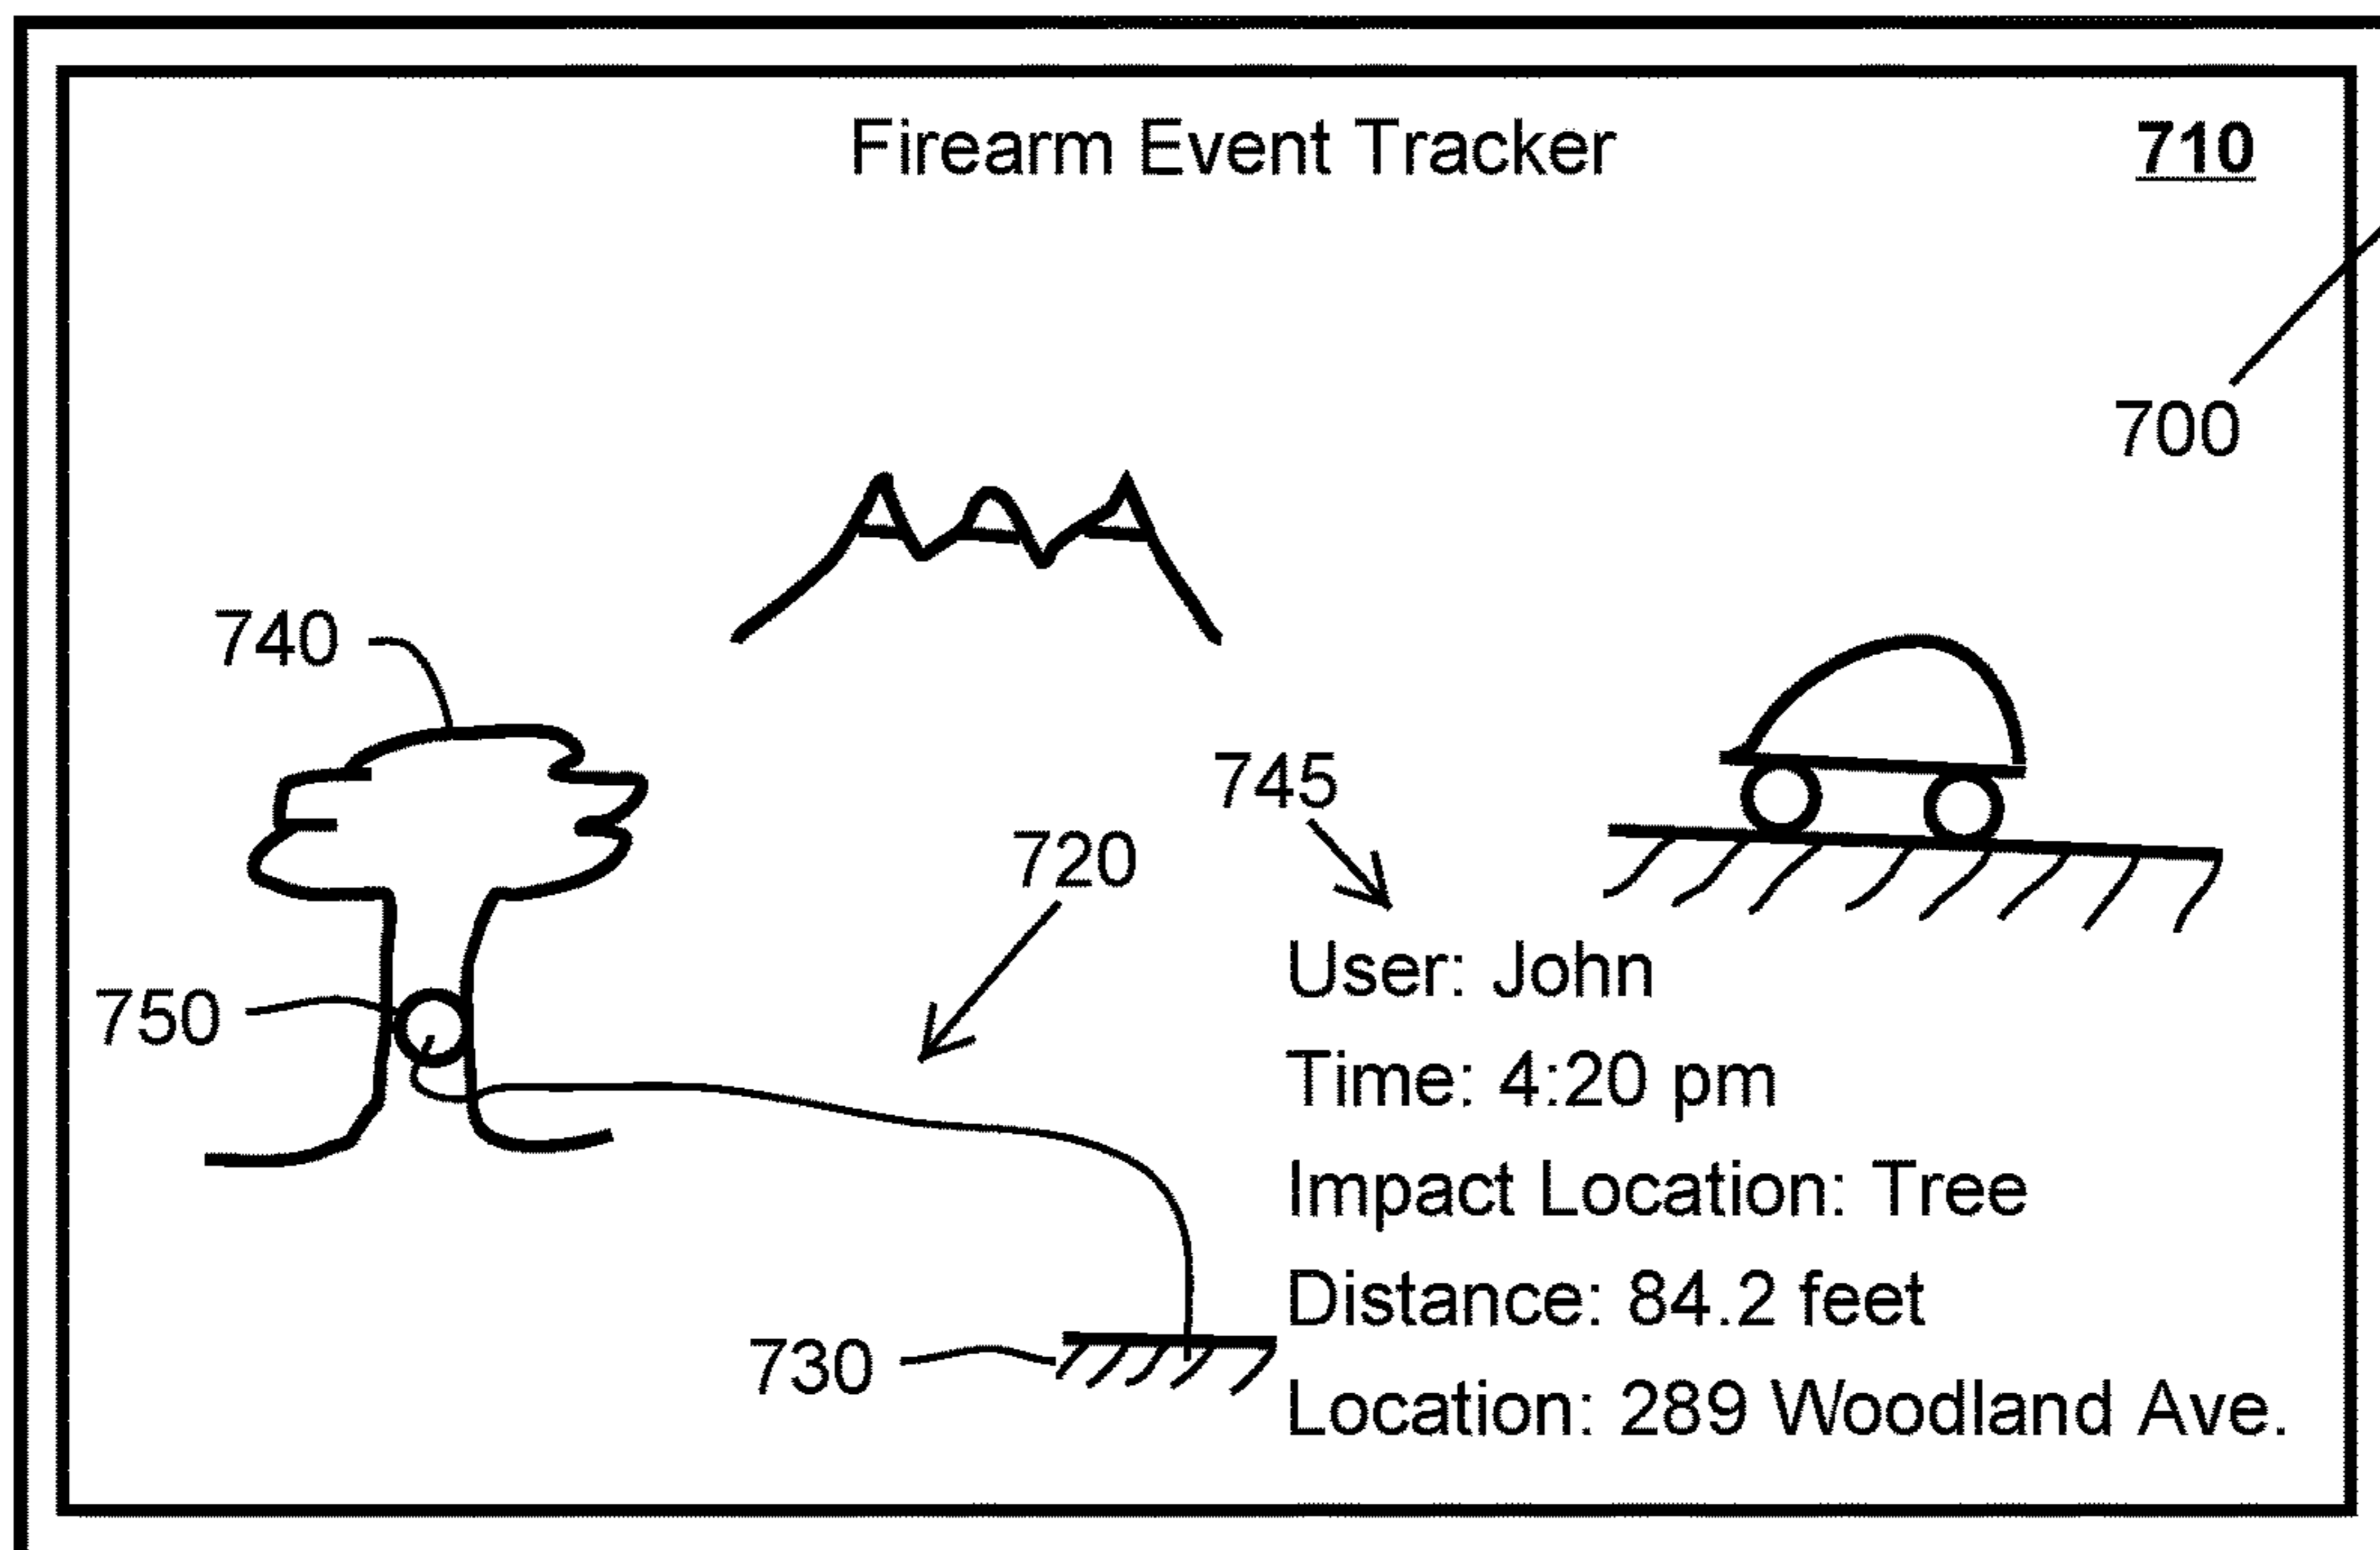 Firearm Event Tracker
710
700
740
745
720
750
User: John
Time: 4:20 pm
Impact Location: Tree
Distance: 84.2 feet
730
Location: 289 Woodland Ave.